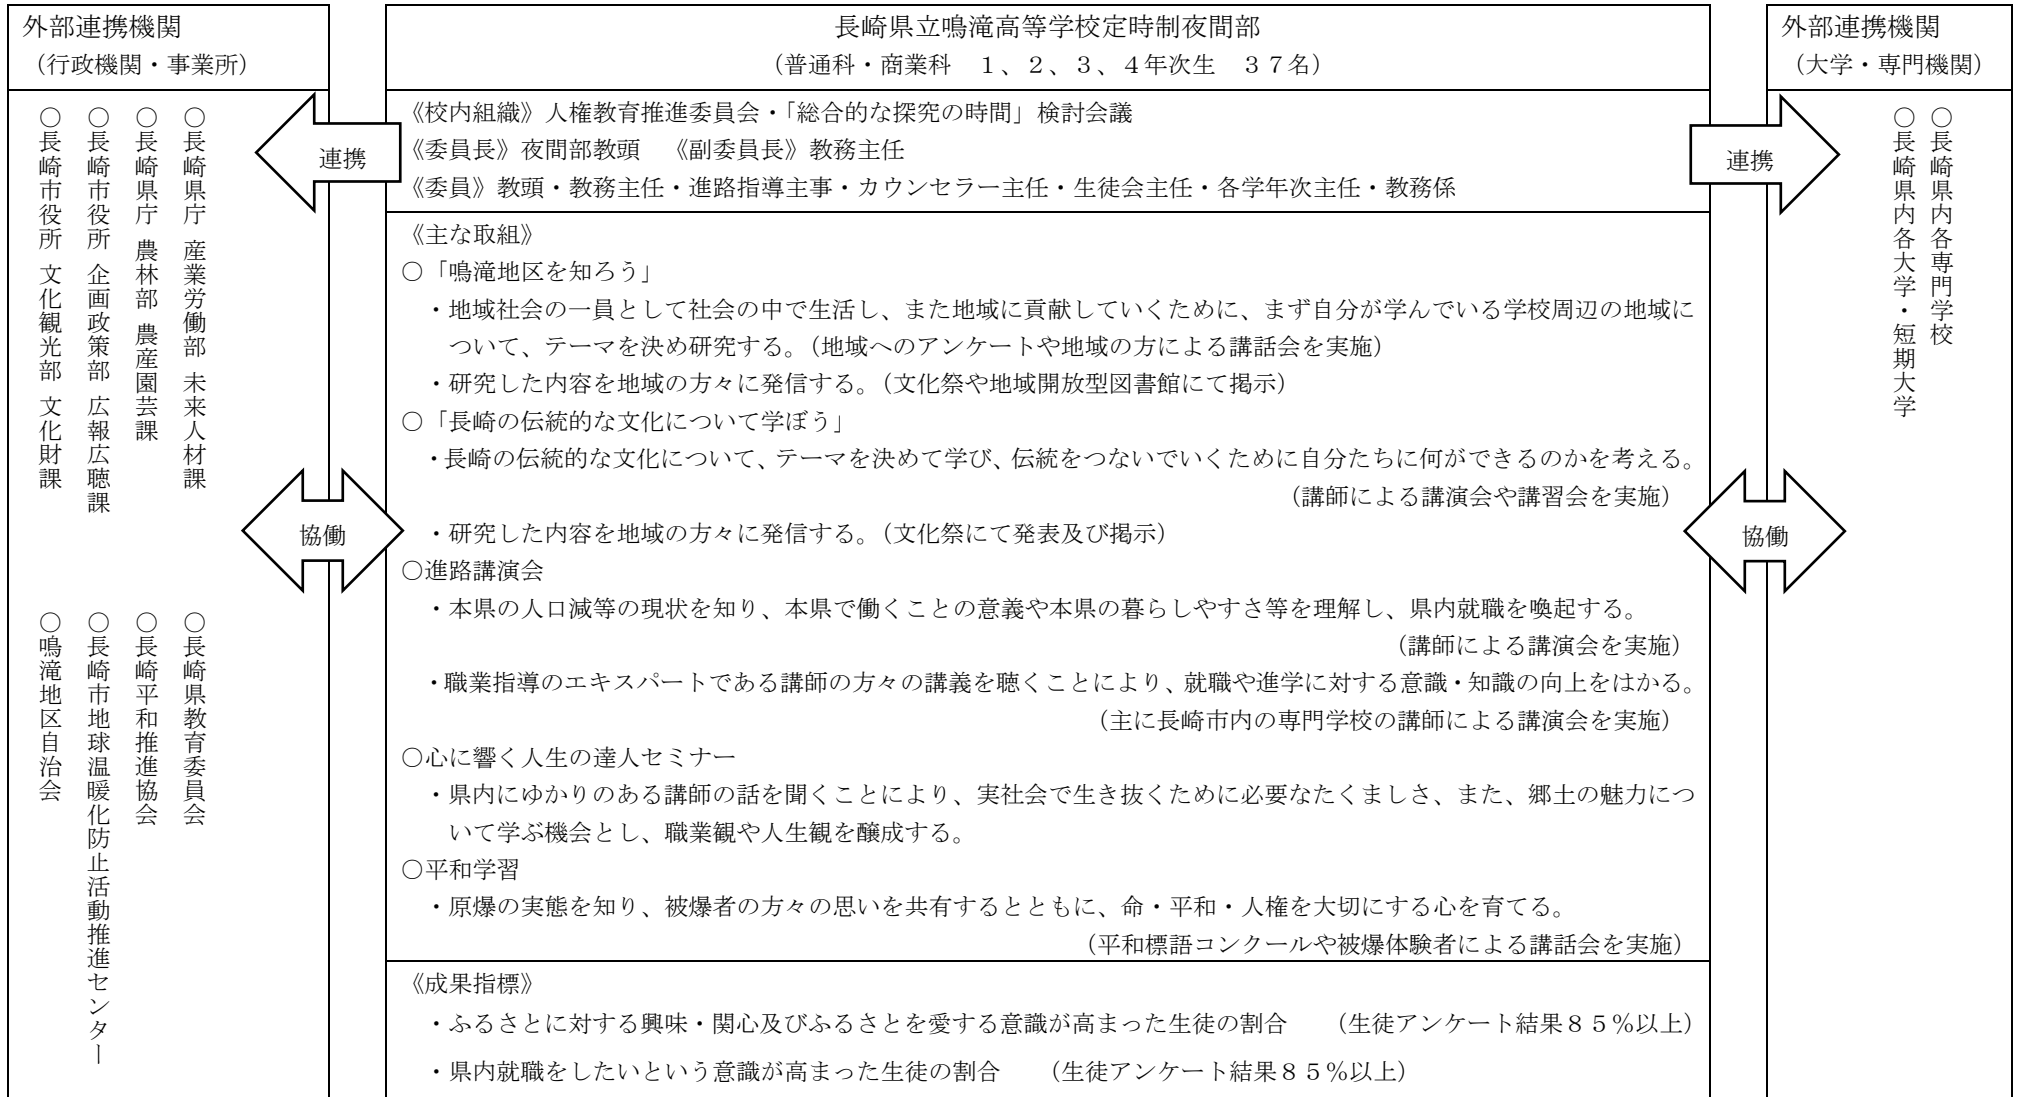 外部連携機関
（行政機関・事業所）
○長崎県庁 産業労働部 未来人材課
○長崎県庁 農林部 農産園芸課
○長崎市役所 企画政策部 広報広聴課
○長崎市役所 文化観光部 文化財課
○長崎県教育委員会
○長崎平和推進協会
○長崎市地球温暖化防止活動推進センター
○鳴滝地区自治会
連携
協働
長崎県立鳴滝高等学校定時制夜間部
（普通科・商業科　１、２、３、４年次生　３７名）
《校内組織》人権教育推進委員会・「総合的な探究の時間」検討会議
《委員長》夜間部教頭　《副委員長》教務主任
《委員》教頭・教務主任・進路指導主事・カウンセラー主任・生徒会主任・各学年次主任・教務係
《主な取組》
○「鳴滝地区を知ろう」
・地域社会の一員として社会の中で生活し、また地域に貢献していくために、まず自分が学んでいる学校周辺の地域に
ついて、テーマを決め研究する。（地域へのアンケートや地域の方による講話会を実施）
・研究した内容を地域の方々に発信する。（文化祭や地域開放型図書館にて掲示）
○「長崎の伝統的な文化について学ぼう」
・長崎の伝統的な文化について、テーマを決めて学び、伝統をつないでいくために自分たちに何ができるのかを考える。
（講師による講演会や講習会を実施）
・研究した内容を地域の方々に発信する。（文化祭にて発表及び掲示）
○進路講演会
・本県の人口減等の現状を知り、本県で働くことの意義や本県の暮らしやすさ等を理解し、県内就職を喚起する。
（講師による講演会を実施）
・職業指導のエキスパートである講師の方々の講義を聴くことにより、就職や進学に対する意識・知識の向上をはかる。
（主に長崎市内の専門学校の講師による講演会を実施）
○心に響く人生の達人セミナー
・県内にゆかりのある講師の話を聞くことにより、実社会で生き抜くために必要なたくましさ、また、郷土の魅力につ
いて学ぶ機会とし、職業観や人生観を醸成する。
○平和学習
・原爆の実態を知り、被爆者の方々の思いを共有するとともに、命・平和・人権を大切にする心を育てる。
（平和標語コンクールや被爆体験者による講話会を実施）
《成果指標》
・ふるさとに対する興味・関心及びふるさとを愛する意識が高まった生徒の割合　（生徒アンケート結果８５％以上）
・県内就職をしたいという意識が高まった生徒の割合　（生徒アンケート結果８５％以上）
外部連携機関
（大学・専門機関）
○長崎県内各専門学校
○長崎県内各大学・短期大学
連携
協働